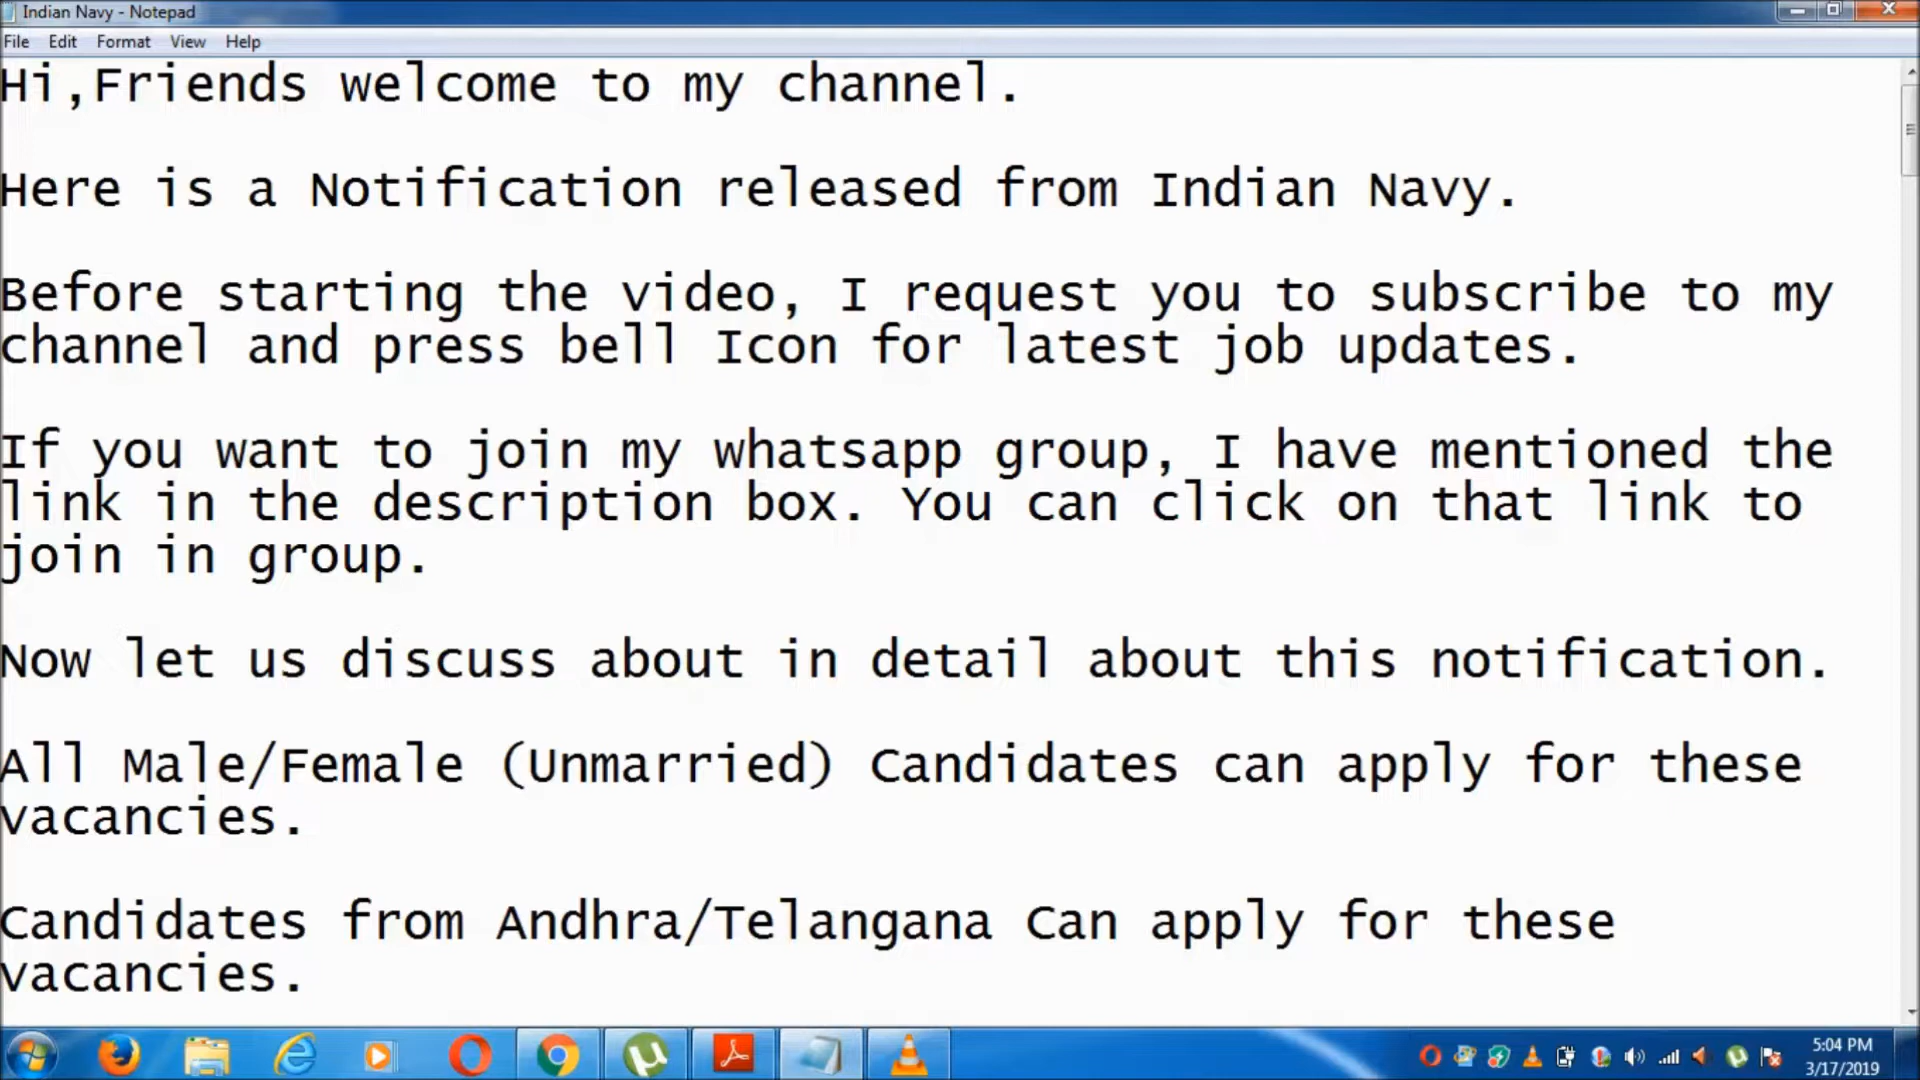 Indian Navy - Notepad
File Edit Format View Help
Hi,Friends welcome to my channel.
Here is a Notification released from Indian Navy.
Before starting the video, I request you to subscribe to my
channel and press bell Icon for latest job updates.
If you want to join my whatsapp group, I have mentioned the
link in the description box. You can click on that link to
join in group.
Now let us discuss about in detail about this notification.
All Male/Female (Unmarried) Candidates can apply for these
vacancies.
Candidates from Andhra/Telangana Can apply for these
vacancies.
5:04 PM
3/17/2019